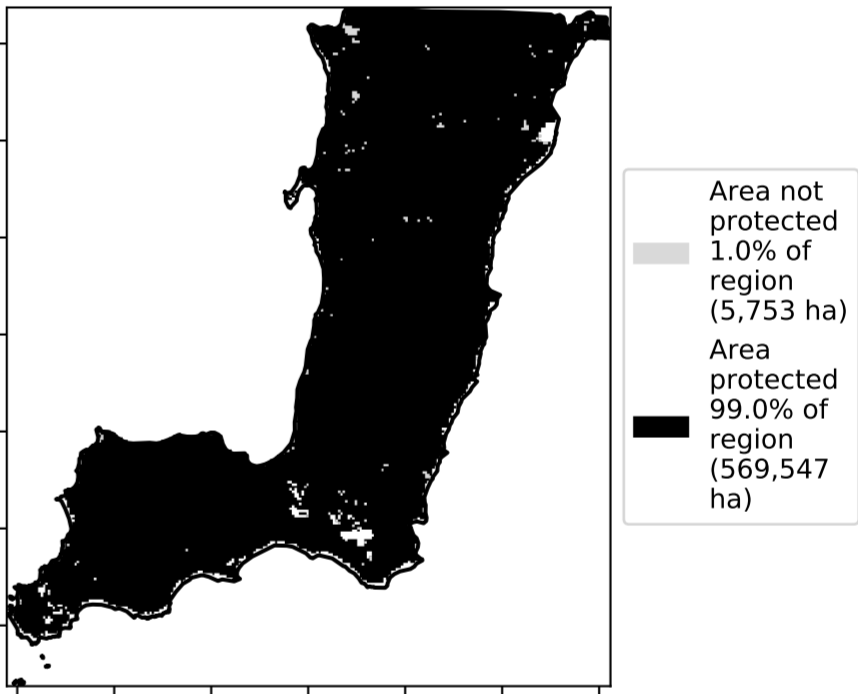 Area not
protected
1.0% of
region
(5,753 ha)
Area
protected
99.0% of
region
(569,547
ha)